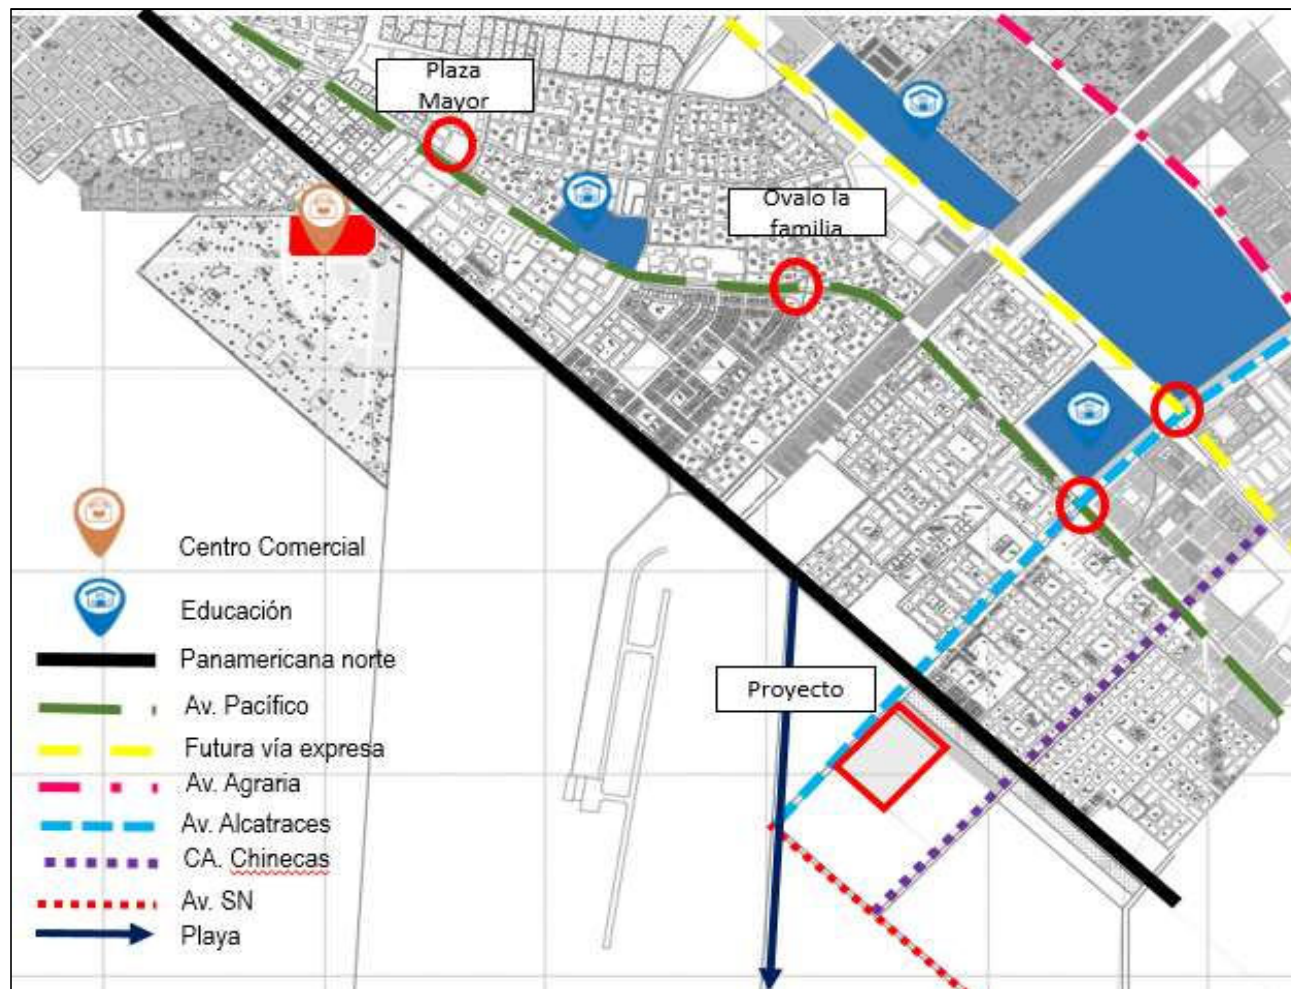 Plaza
Mayor
Ovalo la
familia
Proyecto
Centro Comercial
Educación
Panamericana norte
Av. Pacífico
Futura vía expresa
Av. Agraria
Av. Alcatraces
CA. Chinecas
Av. SN
Playa